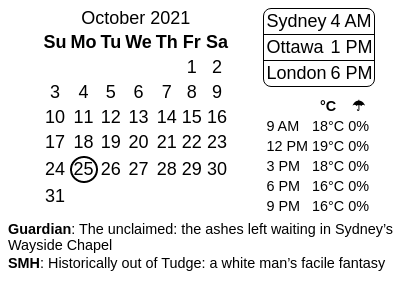 October 2021
Su Mo Tu We Th Fr Sa
1 2
3 4 5 6 7 8 9
10 11 12 13 14 15 16
17 18 19 20 21 22 23
24 25 26 27 28 29 30
31
Sydney 4 AM
Ottawa 1 PM
London 6 PM
°C ☂
9 AM 18°C 0%
12 PM 19°C 0%
3 PM 18°C 0%
6 PM 16°C 0%
9 PM 16°C 0%
Guardian: The unclaimed: the ashes left waiting in Sydney’s
Wayside Chapel
SMH: Historically out of Tudge: a white man’s facile fantasy